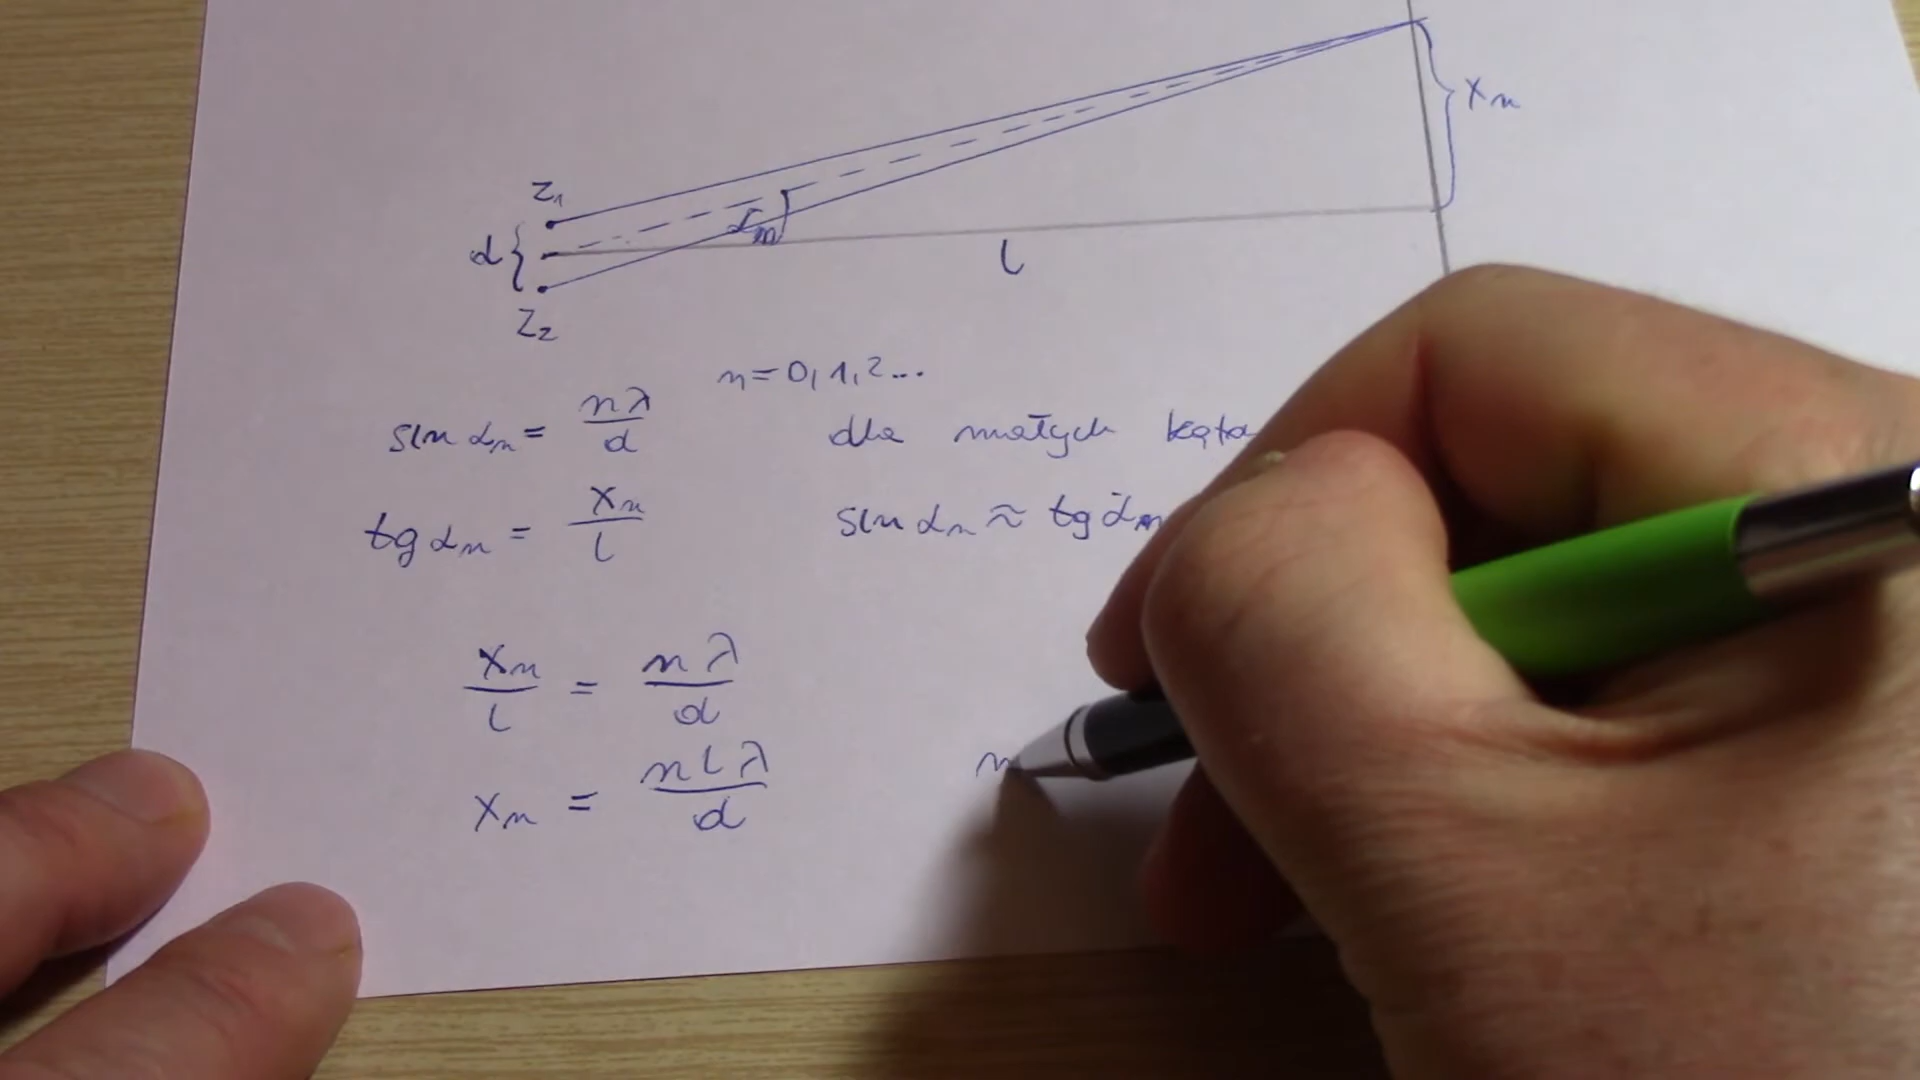 xₙ
Z₁
d { αₙ
l
Z₂
n = 0, 1, 2...
sin αₙ = nλ/d dla małych
tg αₙ = xₙ/l sin αₙ ≈ tg αₙ
xₙ/l = nλ/d
xₙ = nlλ/d n